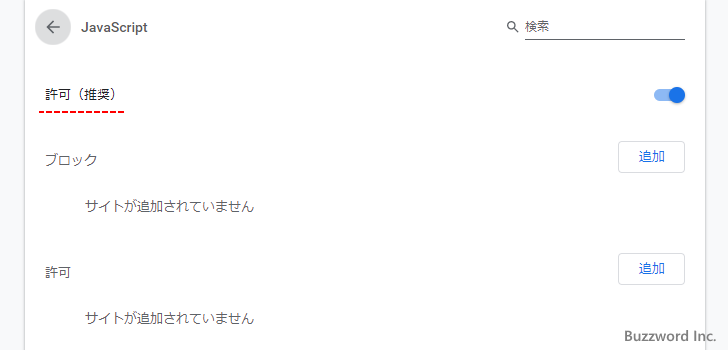 JavaScript
検索
許可（推奨）
ブロック
追加
サイトが追加されていません
許可
追加
サイトが追加されていません
Buzzword Inc.